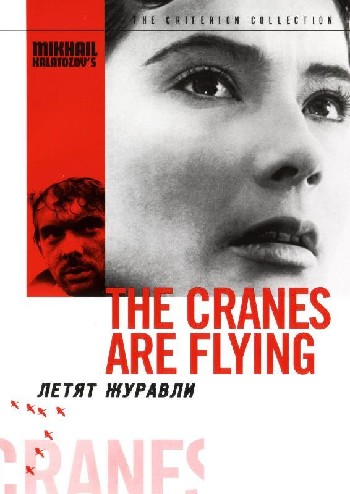 THE CRITERION COLLECTION
MIKHAIL
KALATOZOV'S
THE CRANES
ARE FLYING
ЛЕТЯТ ЖУРАВЛИ
CRANES